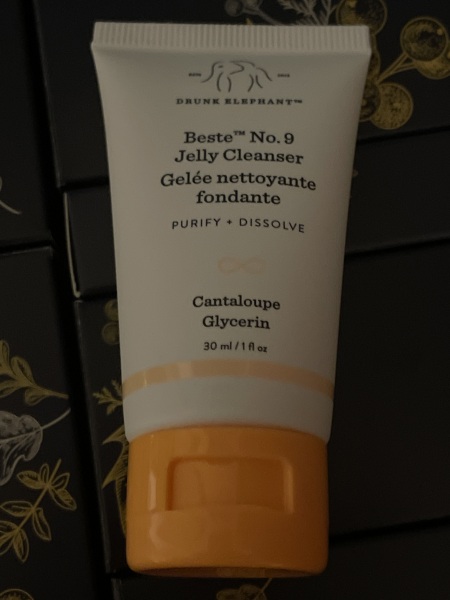 DRUNK ELEPHANT™
Beste™ No. 9
Jelly Cleanser
Gelée nettoyante
fondante
PURIFY + DISSOLVE
Cantaloupe
Glycerin
30 ml / 1 fl oz